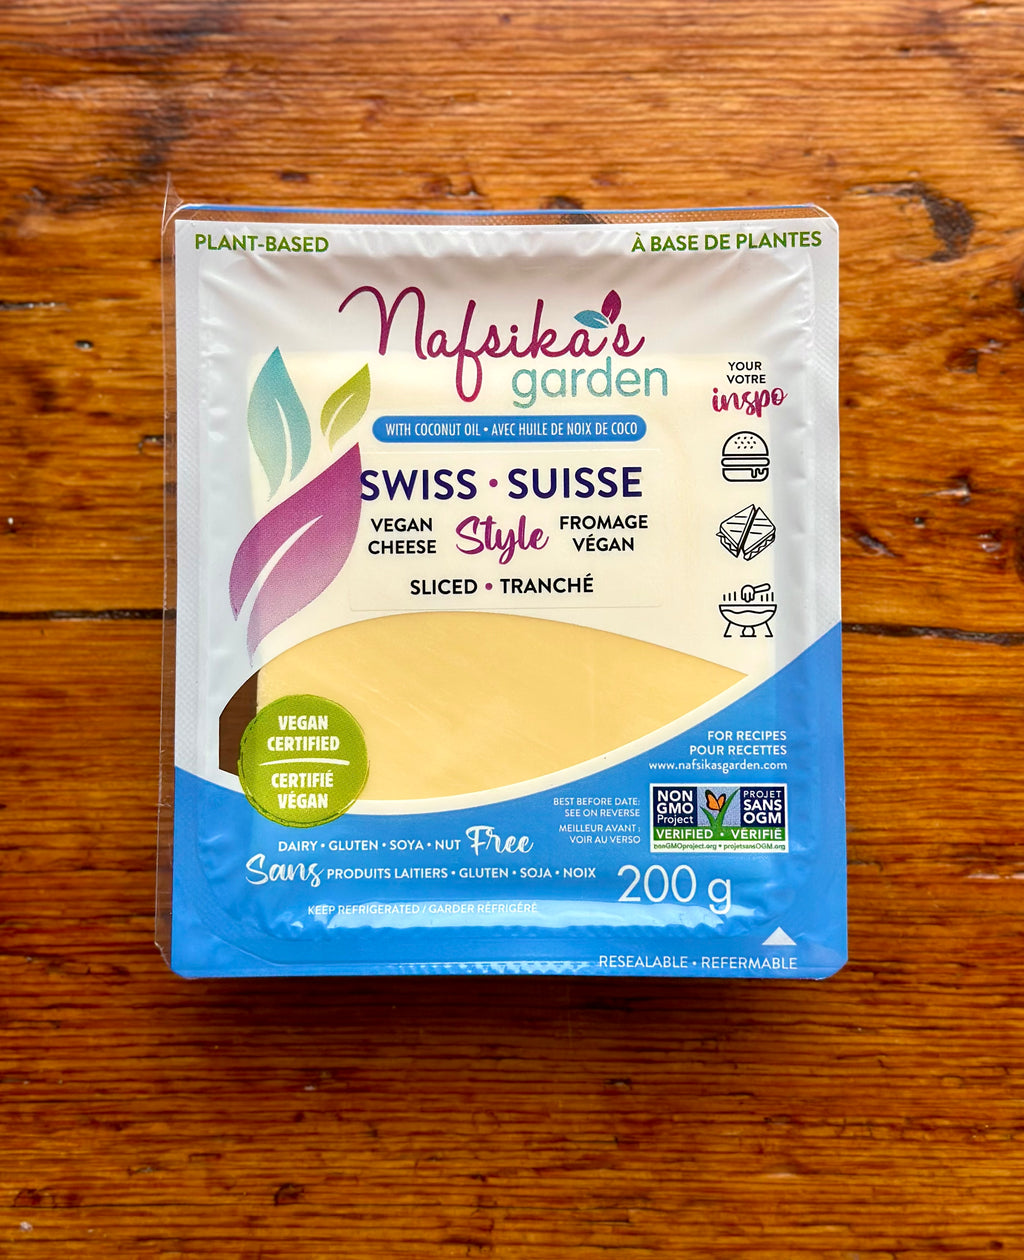 PLANT-BASED
À BASE DE PLANTES
Nafsika's
garden
WITH COCONUT OIL • AVEC HUILE DE NOIX DE COCO
SWISS • SUISSE
VEGAN
CHEESE
Style
FROMAGE
VÉGAN
SLICED • TRANCHÉ
YOUR
VOTRE
inspo
VEGAN
CERTIFIED
CERTIFIÉ
VÉGAN
FOR RECIPES
POUR RECETTES
www.nafsikasgarden.com
BEST BEFORE DATE:
SEE ON REVERSE
MEILLEUR AVANT :
VOIR AU VERSO
NON
GMO
Project
PROJET
SANS
OGM
VERIFIED • VÉRIFIÉ
nonGMOproject.org • projetsansOGM.org
DAIRY • GLUTEN • SOYA • NUT Free
Sans PRODUITS LAITIERS • GLUTEN • SOJA • NOIX
200 g
KEEP REFRIGERATED / GARDER RÉFRIGÉRÉ
RESEALABLE • REFERMABLE